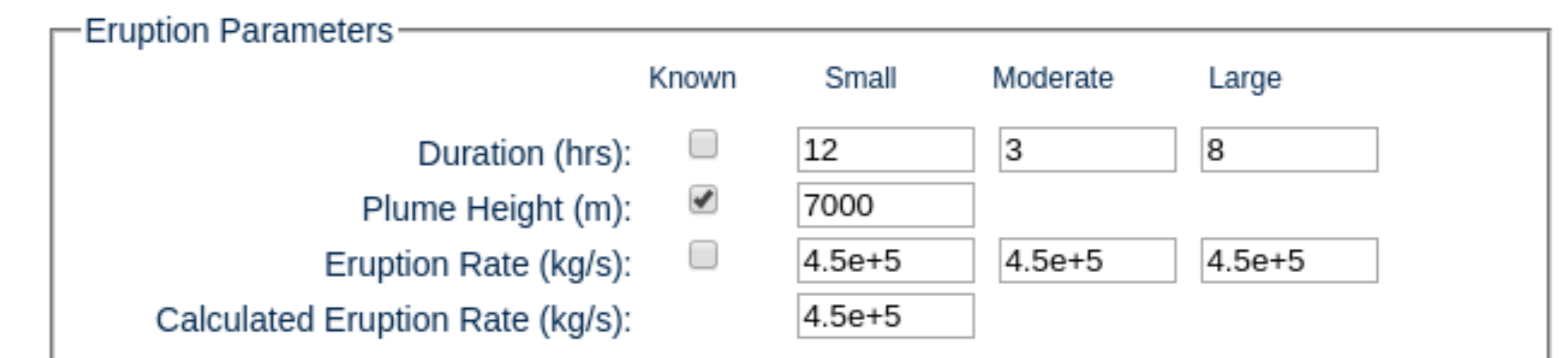 Eruption Parameters
Known Small Moderate Large
Duration (hrs): 12 3 8
Plume Height (m): 7000
Eruption Rate (kg/s): 4.5e+5 4.5e+5 4.5e+5
Calculated Eruption Rate (kg/s): 4.5e+5